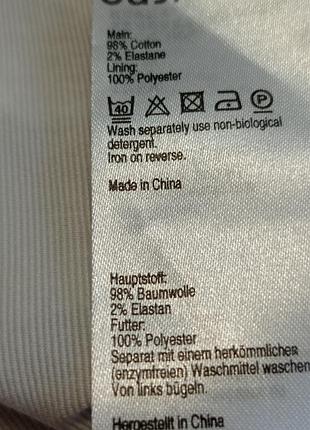 Main:
98% Cotton
2% Elastane
Lining:
100% Polyester
40 P
Wash separately use non-biological
detergent.
Iron on reverse.
Made in China
Hauptstoff:
98% Baumwolle
2% Elastan
Futter:
100% Polyester
Separat mit einem herkömmlichen
(enzymfreien) Waschmittel waschen
Von links bügeln.
Hergestellt in China